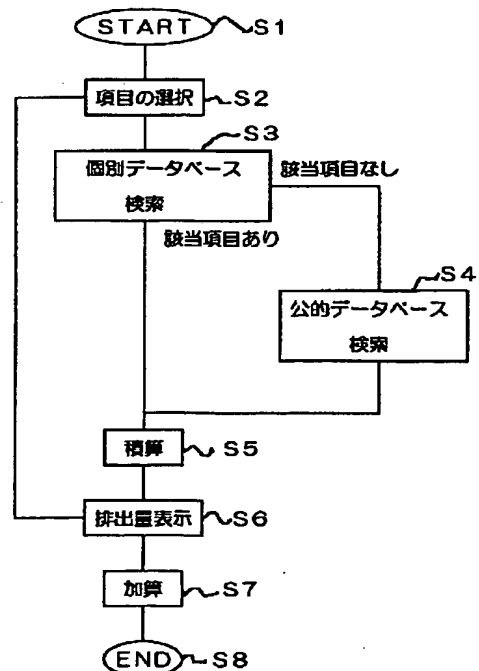 START S1
項目の選択 S2
S3
個別データベース
検索
該当項目なし
該当項目あり
S4
公的データベース
検索
積算 S5
排出量表示 S6
加算 S7
END S8